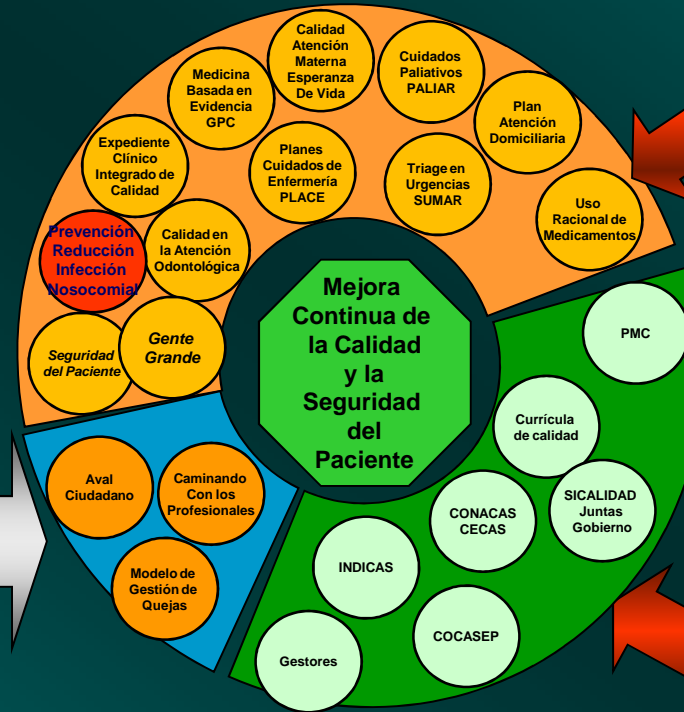 Calidad
Atención
Materna
Esperanza
De Vida
Cuidados
Paliativos
PALIAR
Medicina
Basada en
Evidencia
GPC
Plan
Atención
Domiciliaria
Expediente
Clínico
Integrado de
Calidad
Planes
Cuidados de
Enfermería
PLACE
Triage en
Urgencias
SUMAR
Uso
Racional de
Medicamentos
Prevención
Reducción
Infección
Nosocomial
Calidad en
la Atención
Odontológica
Seguridad
del Paciente
Gente
Grande
Mejora
Continua de
la Calidad
y la
Seguridad
del
Paciente
PMC
Currícula
de calidad
SICALIDAD
Juntas
Gobierno
CONACAS
CECAS
INDICAS
COCASEP
Gestores
Aval
Ciudadano
Caminando
Con los
Profesionales
Modelo de
Gestión de
Quejas